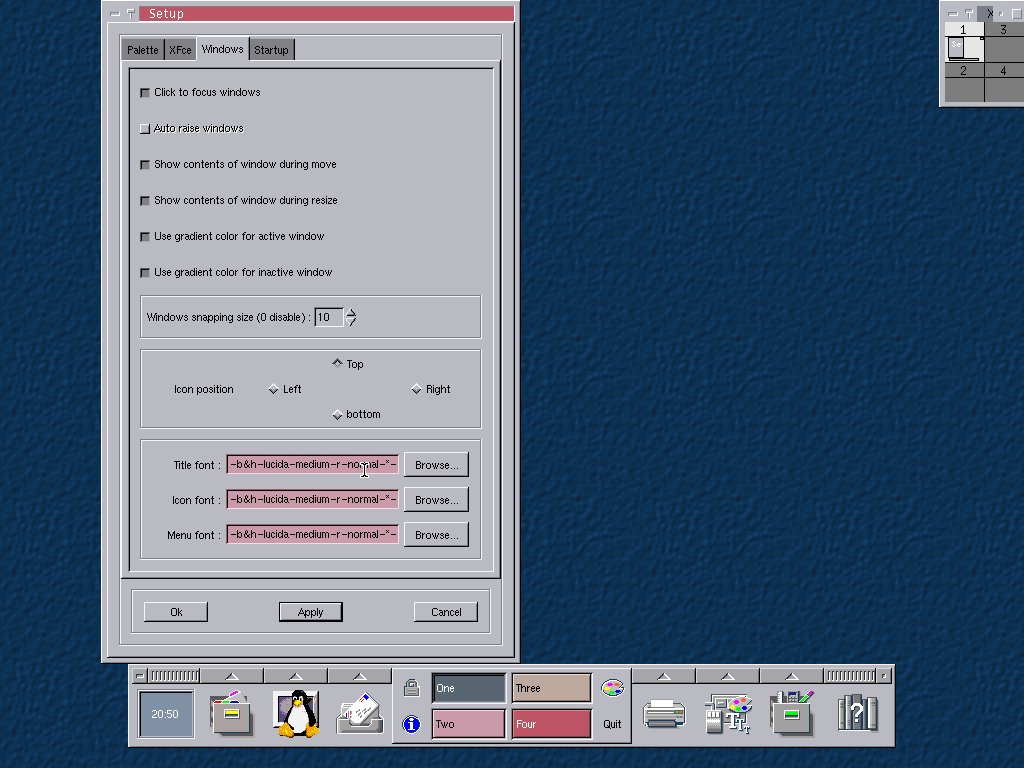 Setup
X
Palette XFce Windows Startup
1 3
Se
2 4
Click to focus windows
Auto raise windows
Show contents of window during move
Show contents of window during resize
Use gradient color for active window
Use gradient color for inactive window
Windows snapping size (0 disable) : 10
Top
Icon position Left Right
bottom
Title font : -b&h-lucida-medium-r-normal-*- Browse...
Icon font : -b&h-lucida-medium-r-normal-*- Browse...
Menu font : -b&h-lucida-medium-r-normal-*- Browse...
Ok Apply Cancel
One Three
20:50
Two Four Quit